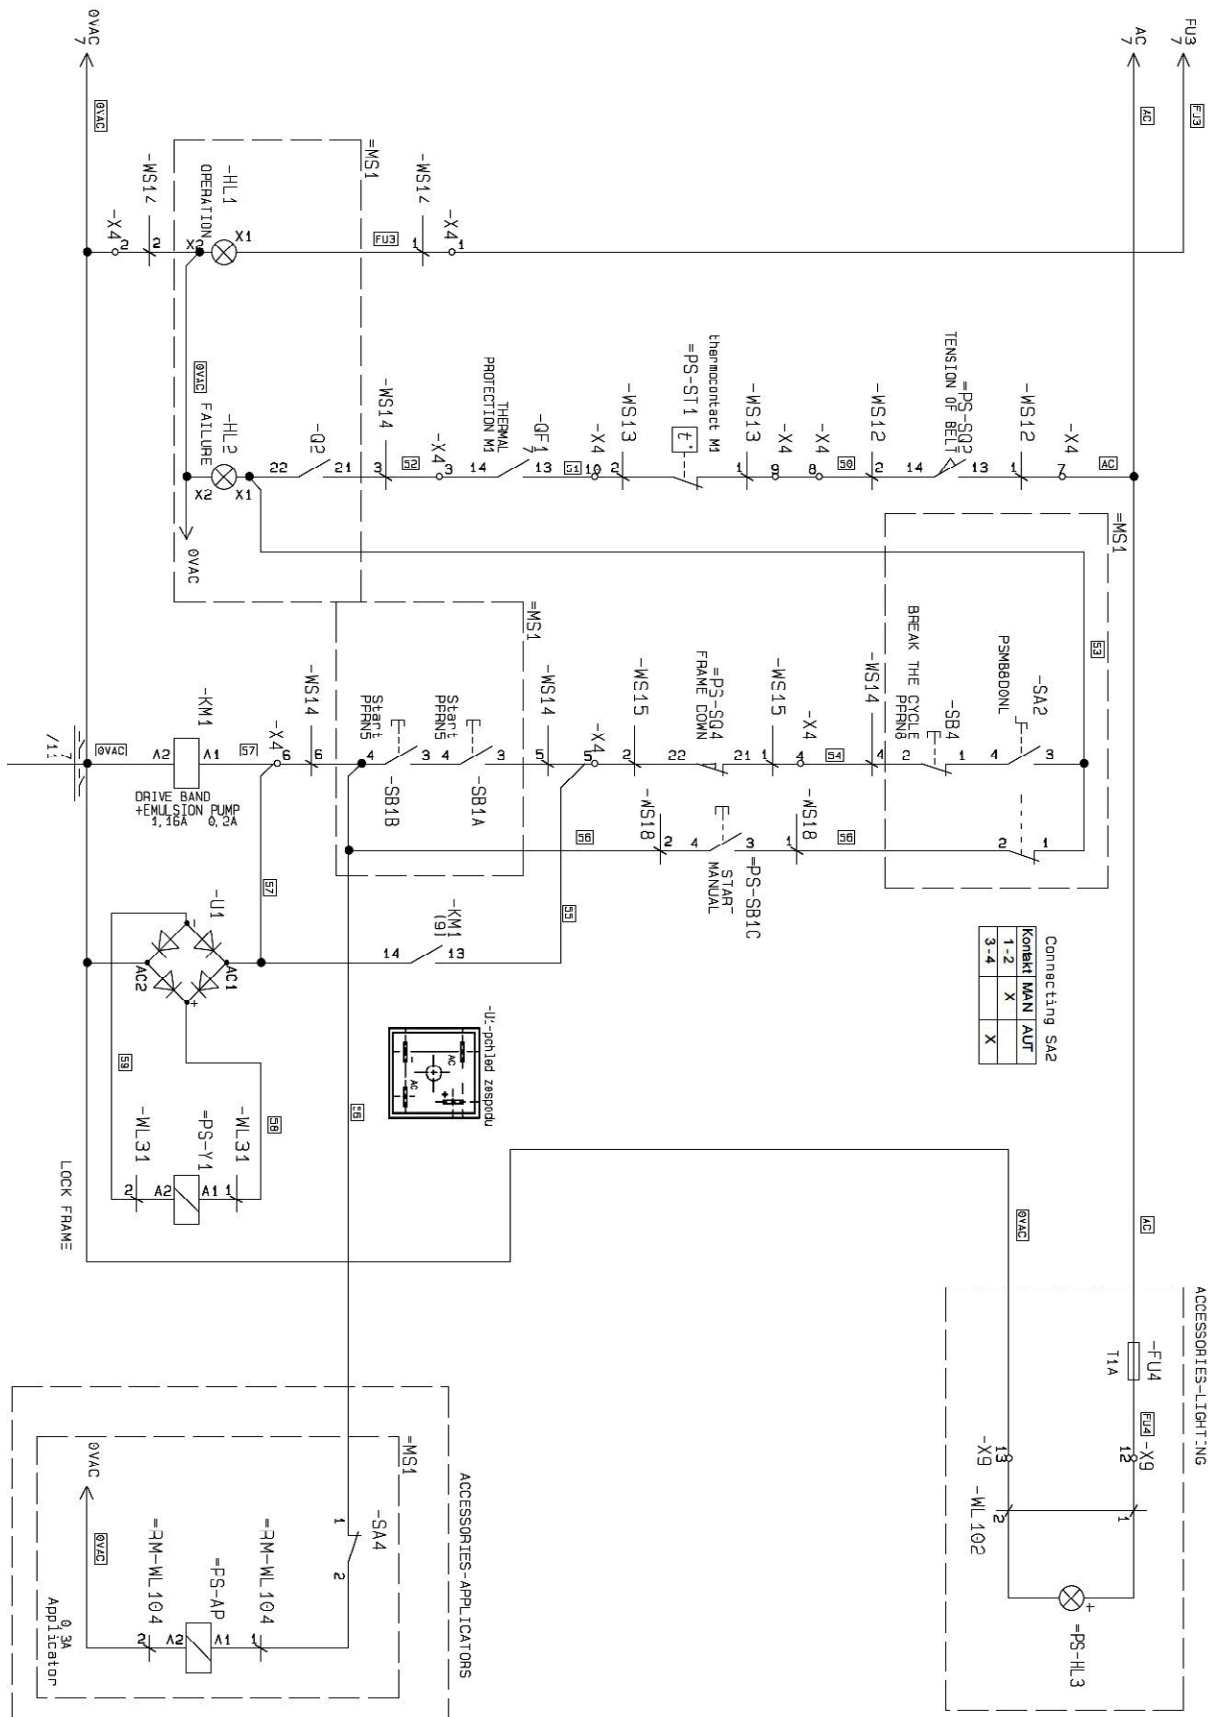 FU3
7
AC
7
0VAC
7
FU3
AC
0VAC
=MS1
-WS14
-X4
1
1
FU3
X1
-HL1
OPERATION
X2
-WS14
2
-X4
2
AC
-X4
7
-WS12
1
=PS-SQ2
TENSION OF BELT
13
14
-WS12
2
50
-X4
8
-X4
9
-WS13
1
thermocontact M1
=PS-ST1
t°
-WS13
2
-X4
10
51
-QF1
THERMAL
PROTECTION M1
13
14
-X4
3
52
-WS14
3
-Q2
21
22
-HL2
FAILURE
X1
X2
0VAC
0VAC
=MS1
53
-SA2
PSMB8D0NL
3
4
1
2
-SB4
BREAK THE CYCLE
PPRN8
1
2
-WS14
4
54
-X4
4
-WS15
1
=PS-SQ4
FRAME DOWN
21
22
-WS15
2
-X4
5
-WS14
5
=MS1
-SB1A
Start
PPRN5
3
4
-SB1B
Start
PPRN5
3
4
-WS14
6
-X4
6
57
-KM1
A1
A2
0VAC
DRIVE BAND
+EMULSION PUMP
1,16A 0,2A
56
-WS18
1
=PS-SB1C
START
MANUAL
3
4
-WS18
2
56
55
-KM1
(9)
13
14
57
-U1
AC1
AC2
-
+
59
58
-WL31
1
=PS-Y1
A1
A2
-WL31
2
LOCK FRAME
Connecting SA2
Kontakt MAN AUT
1-2 X
3-4 X
-U1-pohled zespodu
AC
AC
+
-
56
0VAC
AC
ACCESSORIES-LIGHTING
-FU4
T1A
FU4
-X9
12
-X9
13
-WL102
1
2
=PS-HL3
+
ACCESSORIES-APPLICATORS
=MS1
-SA4
1
2
=RM-WL104
1
=PS-AP
A1
A2
=RM-WL104
2
0,3A
Applicator
0VAC
0VAC